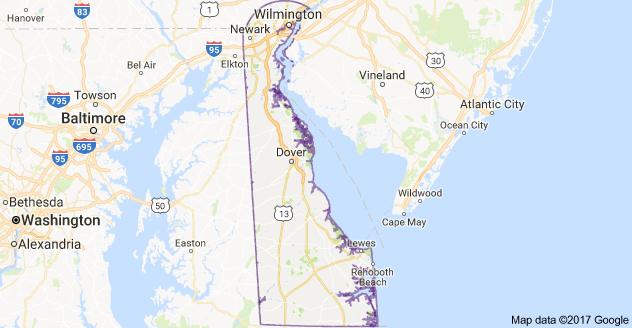 Hanover
83
1
Wilmington
Newark
95
Bel Air
Elkton
Vineland
40
Towson
795
Atlantic City
70
Baltimore
Ocean City
695
95
Dover
Wildwood
Bethesda
50
13
Washington
Cape May
Alexandria
Easton
Lewes
Rehoboth
Beach
Map data ©2017 Google